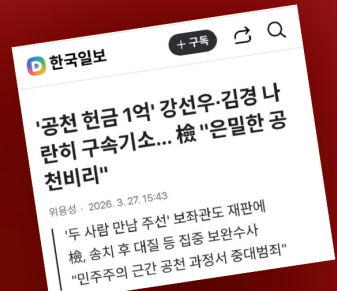 한국일보
+ 구독
'공천 헌금 1억' 강선우·김경 나
란히 구속기소... 檢 "은밀한 공
천비리"
위용성 · 2026. 3. 27. 15:43
'두 사람 만남 주선' 보좌관도 재판에
檢, 송치 후 대질 등 집중 보완수사
"민주주의 근간 공천 과정서 중대범죄"